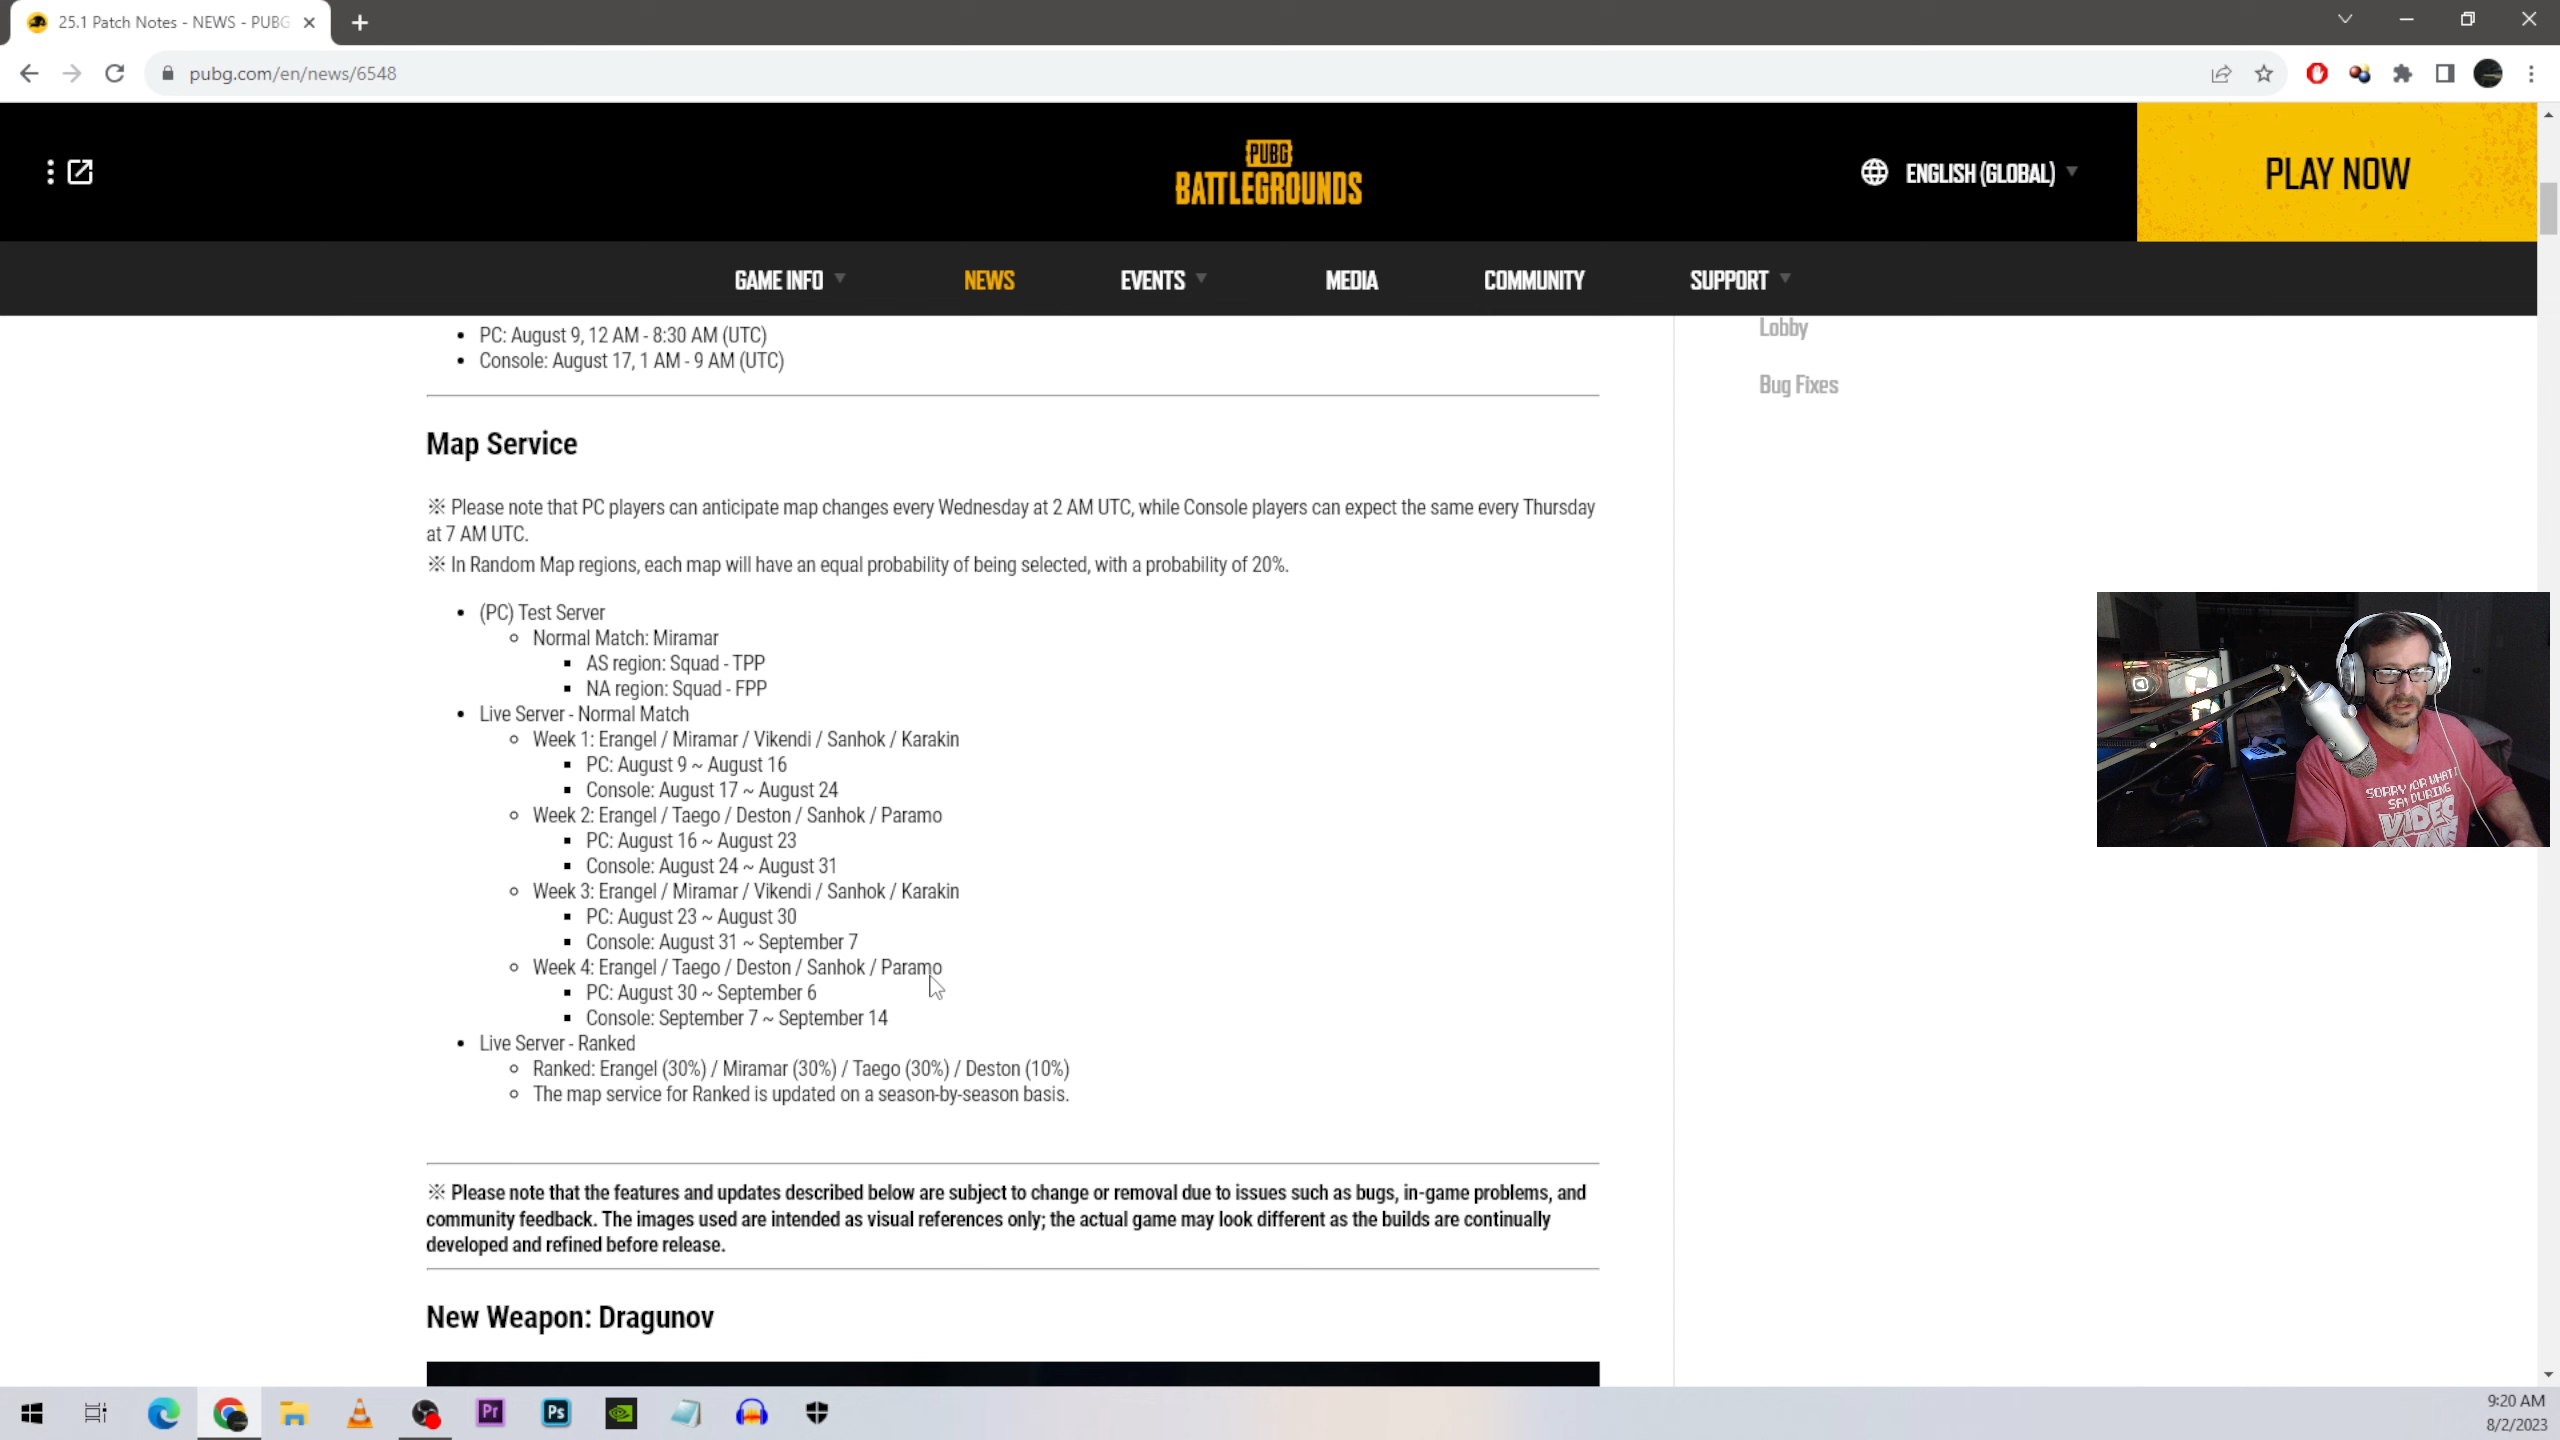 25.1 Patch Notes - NEWS - PUBG
pubg.com/en/news/6548
PUBG
BATTLEGROUNDS
ENGLISH (GLOBAL)
PLAY NOW
GAME INFO
NEWS
EVENTS
MEDIA
COMMUNITY
SUPPORT
• PC: August 9, 12 AM - 8:30 AM (UTC)
• Console: August 17, 1 AM - 9 AM (UTC)
Lobby
Bug Fixes
Map Service
※ Please note that PC players can anticipate map changes every Wednesday at 2 AM UTC, while Console players can expect the same every Thursday
at 7 AM UTC.
※ In Random Map regions, each map will have an equal probability of being selected, with a probability of 20%.
• (PC) Test Server
Normal Match: Miramar
AS region: Squad - TPP
NA region: Squad - FPP
• Live Server - Normal Match
Week 1: Erangel / Miramar / Vikendi / Sanhok / Karakin
PC: August 9 ~ August 16
Console: August 17 ~ August 24
Week 2: Erangel / Taego / Deston / Sanhok / Paramo
PC: August 16 ~ August 23
Console: August 24 ~ August 31
Week 3: Erangel / Miramar / Vikendi / Sanhok / Karakin
PC: August 23 ~ August 30
Console: August 31 ~ September 7
Week 4: Erangel / Taego / Deston / Sanhok / Paramo
PC: August 30 ~ September 6
Console: September 7 ~ September 14
• Live Server - Ranked
Ranked: Erangel (30%) / Miramar (30%) / Taego (30%) / Deston (10%)
The map service for Ranked is updated on a season-by-season basis.
※ Please note that the features and updates described below are subject to change or removal due to issues such as bugs, in-game problems, and
community feedback. The images used are intended as visual references only; the actual game may look different as the builds are continually
developed and refined before release.
New Weapon: Dragunov
SORRY FOR WHAT I
SAY DURING
VIDEO
GAMES
Pr
Ps
9:20 AM
8/2/2023